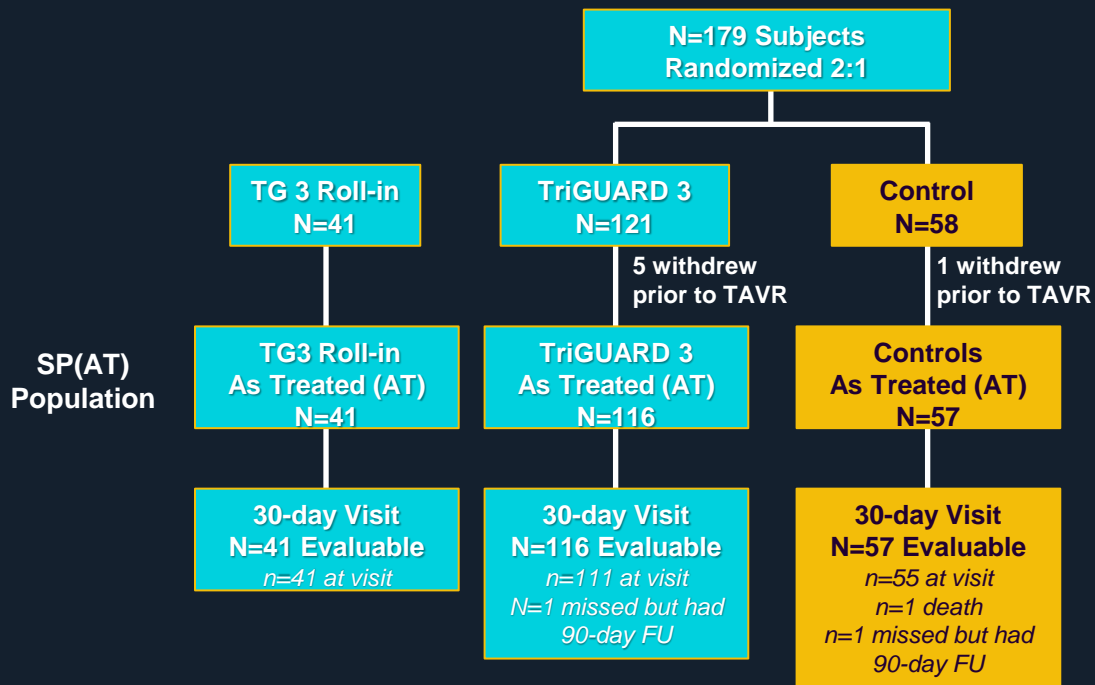 N=179 Subjects
Randomized 2:1
TG 3 Roll-in
N=41
TriGUARD 3
N=121
Control
N=58
5 withdrew
prior to TAVR
1 withdrew
prior to TAVR
SP(AT)
Population
TG3 Roll-in
As Treated (AT)
N=41
TriGUARD 3
As Treated (AT)
N=116
Controls
As Treated (AT)
N=57
30-day Visit
N=41 Evaluable
n=41 at visit
30-day Visit
N=116 Evaluable
n=111 at visit
N=1 missed but had
90-day FU
30-day Visit
N=57 Evaluable
n=55 at visit
n=1 death
n=1 missed but had
90-day FU